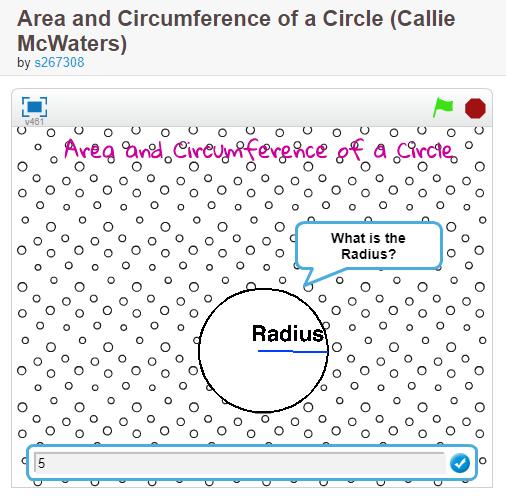 Area and Circumference of a Circle (Callie
McWaters)
by s267308
v461
Area and Circumference of a Circle
What is the
Radius?
Radius
5